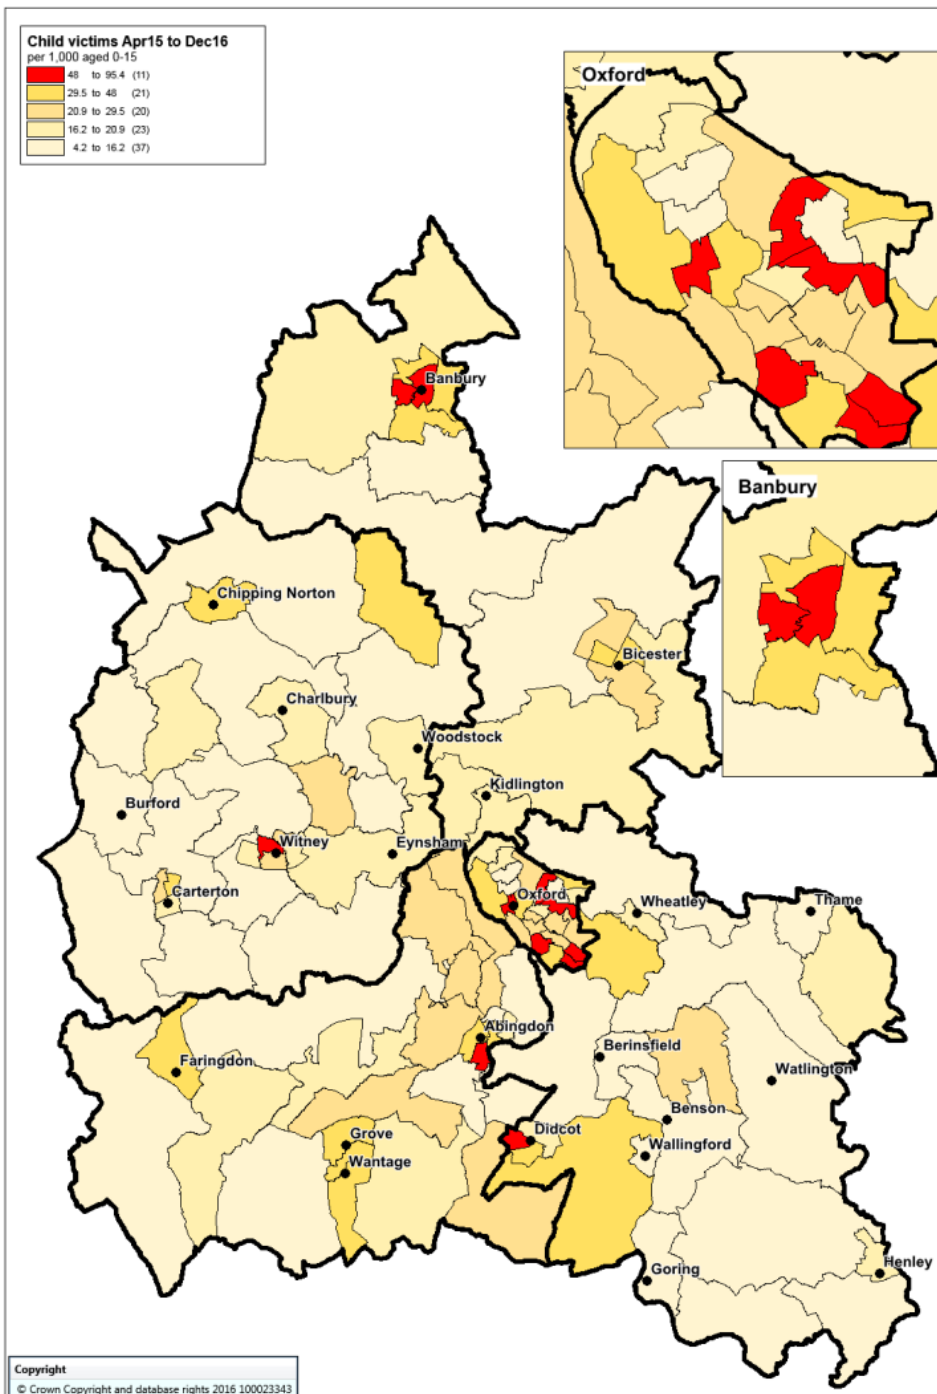 Child victims Apr15 to Dec16
per 1,000 aged 0-15
48 to 95.4 (11)
29.5 to 48 (21)
20.9 to 29.5 (20)
16.2 to 20.9 (23)
4.2 to 16.2 (37)
Oxford
Banbury
Banbury
Chipping Norton
Bicester
Charlbury
Woodstock
Kidlington
Burford
Witney
Eynsham
Carterton
Oxford
Wheatley
Thame
Abingdon
Berinsfield
Faringdon
Watlington
Benson
Didcot
Grove
Wallingford
Wantage
Henley
Goring
Copyright
© Crown Copyright and database rights 2016 100023343